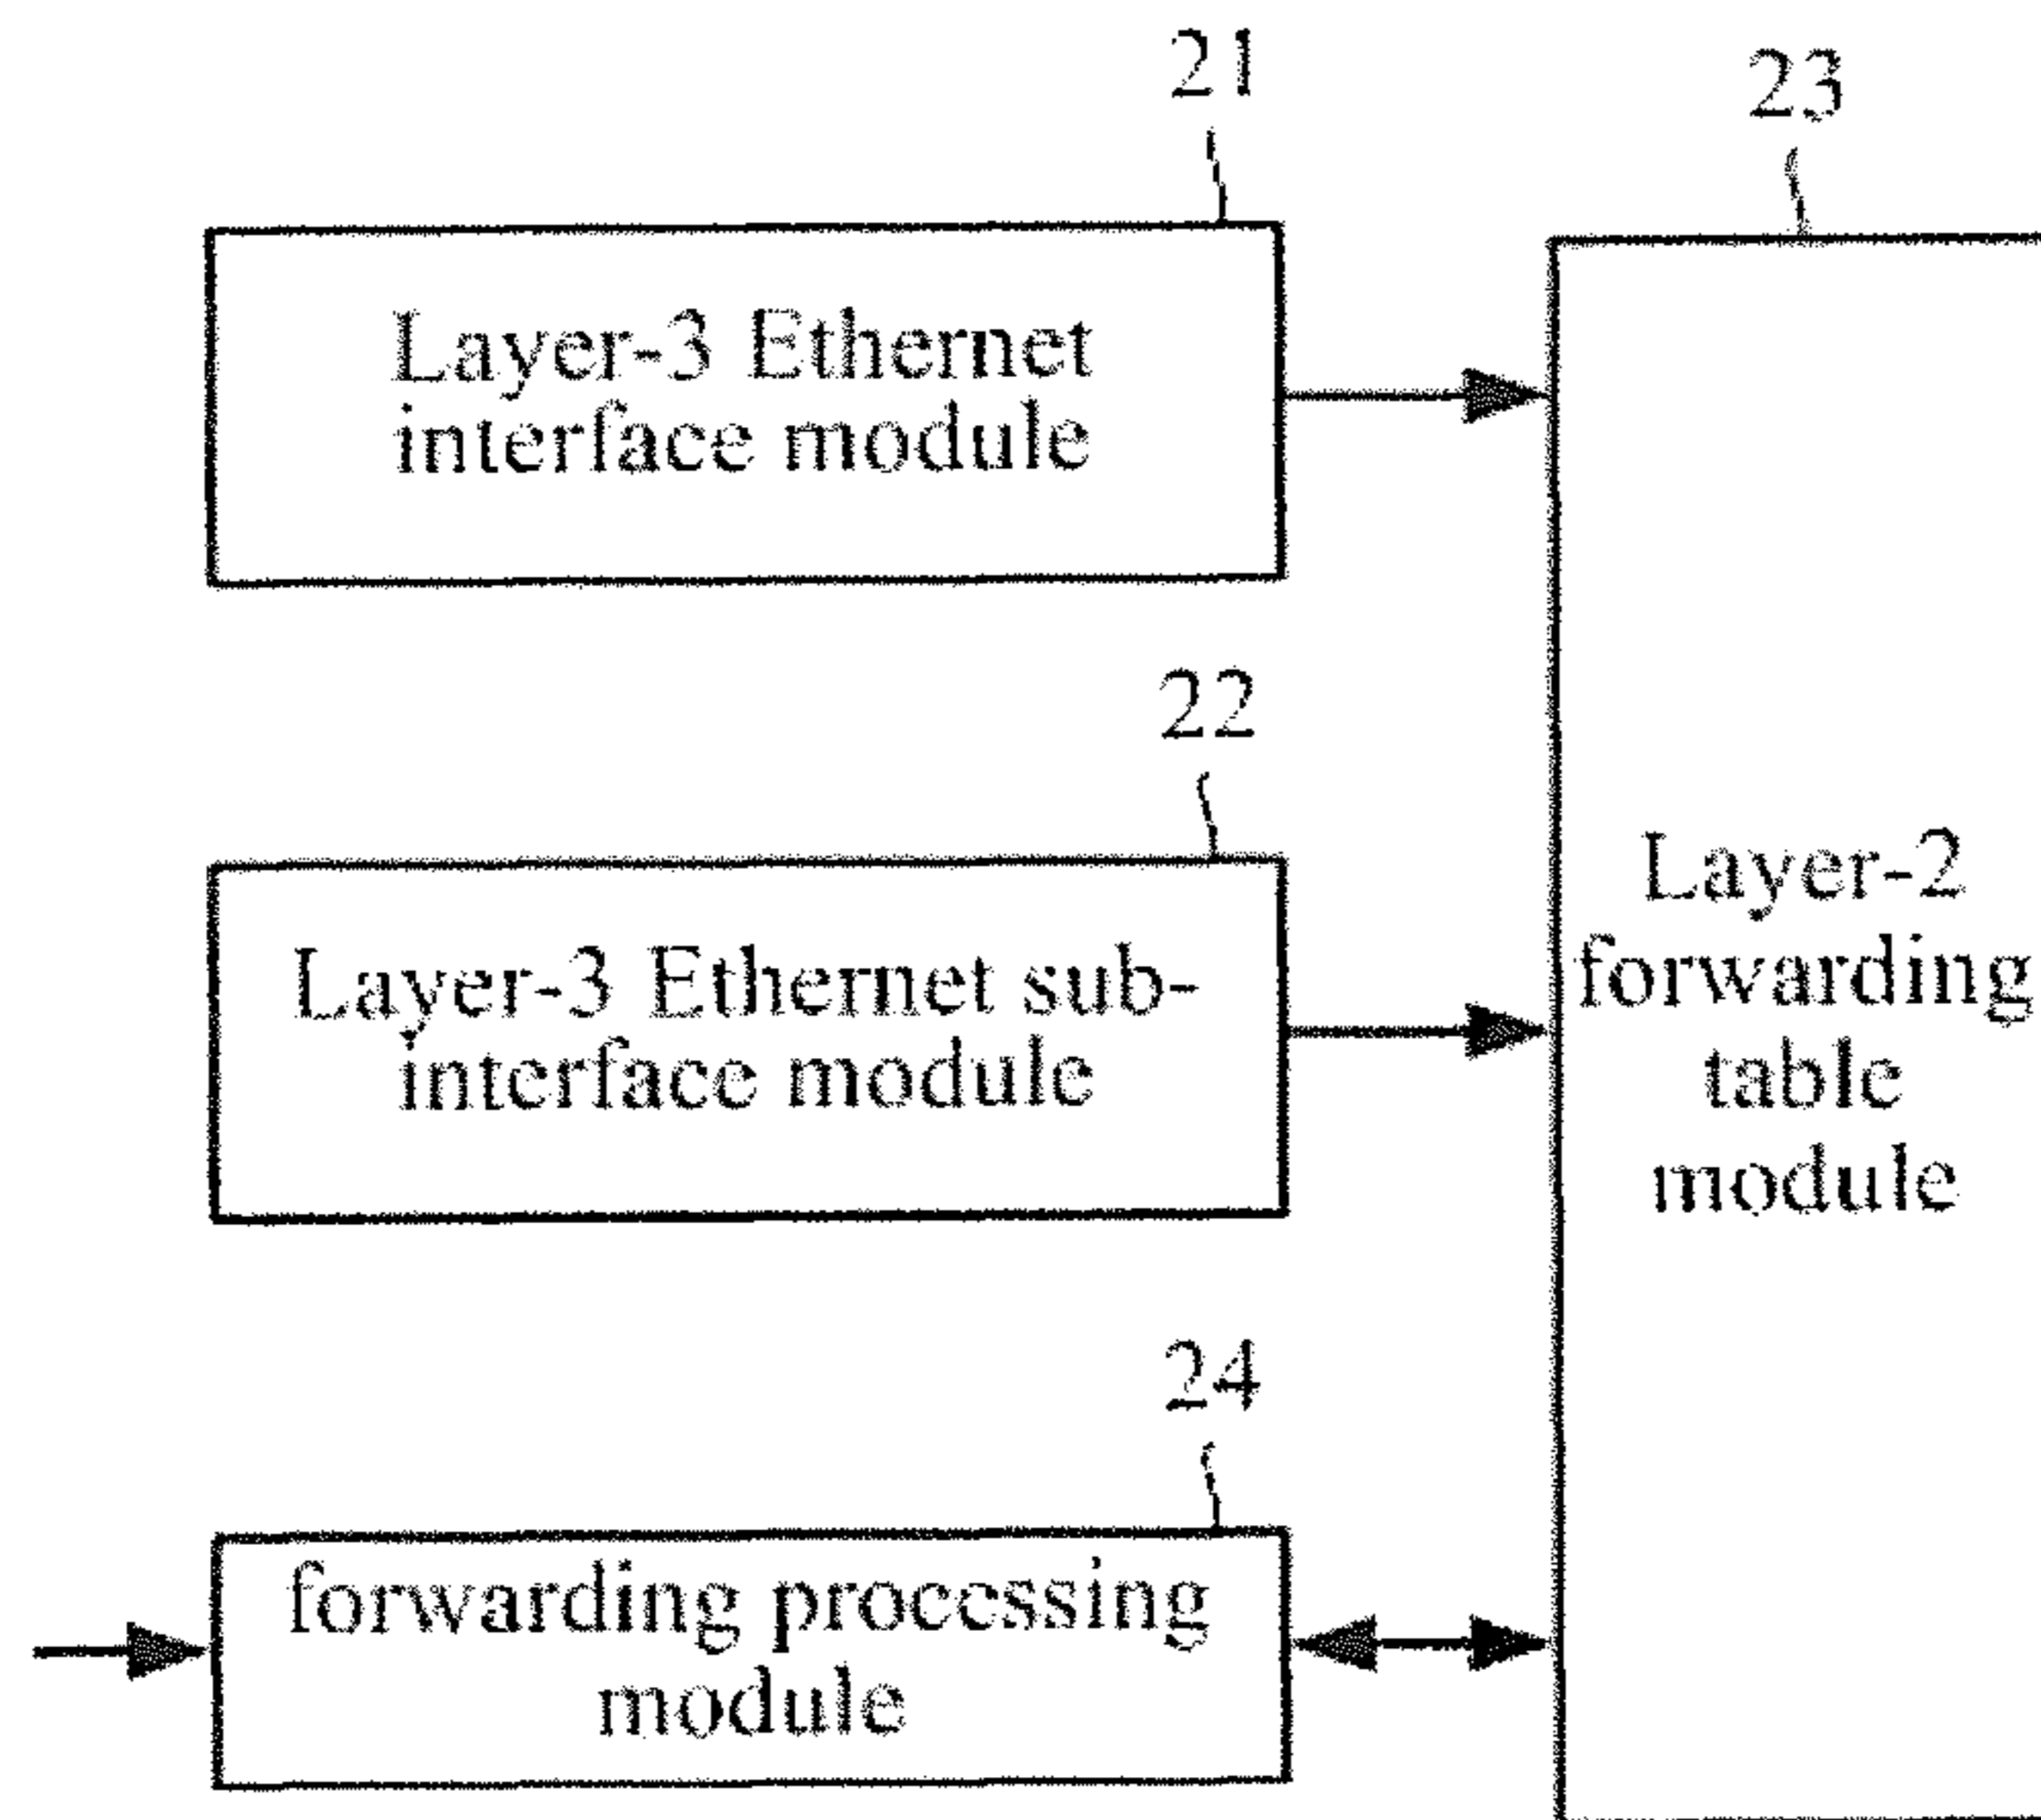 21
23
Layer-3 Ethernet
interface module
22
Layer-3 Ethernet sub-
interface module
Layer-2
forwarding
table
module
24
forwarding processing
module